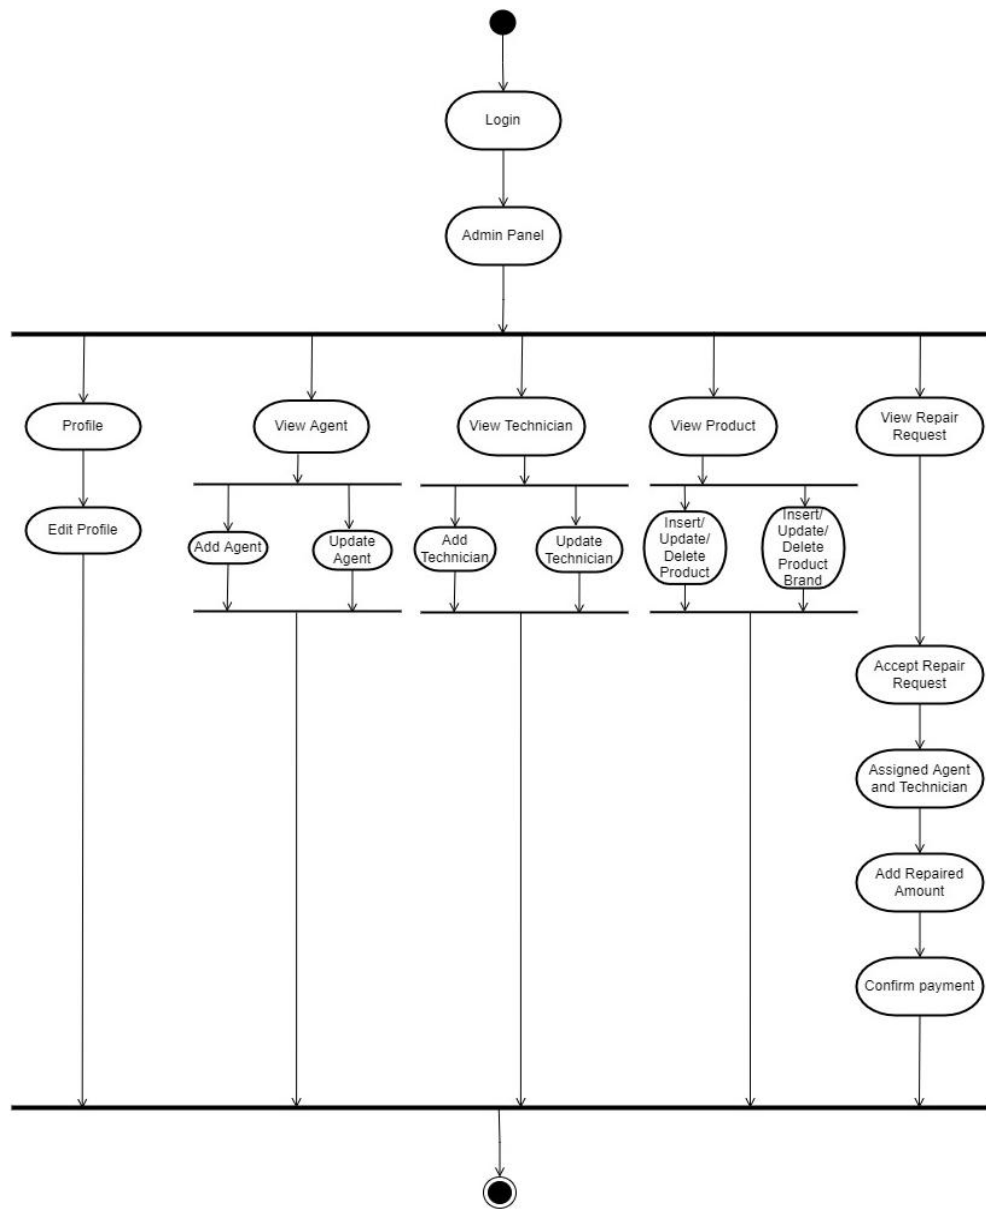 Login
Admin Panel
Profile
View Agent
View Technician
View Product
View Repair
Request
Edit Profile
Add Agent
Update
Agent
Add
Technician
Update
Technician
Insert/
Update/
Delete
Product
Insert/
Update/
Delete
Product
Brand
Accept Repair
Request
Assigned Agent
and Technician
Add Repaired
Amount
Confirm payment